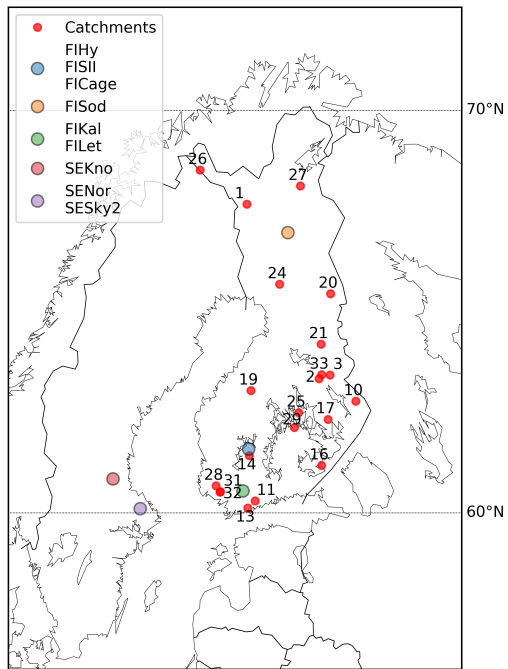 Catchments
FIHy
FISII
FICage
FISod
FIKal
FILet
SEKno
SENor
SESky2
70°N
26
27
1
24
20
21
33 3
2
19
10
25
17
29
14
16
28 31
32 11
13
60°N